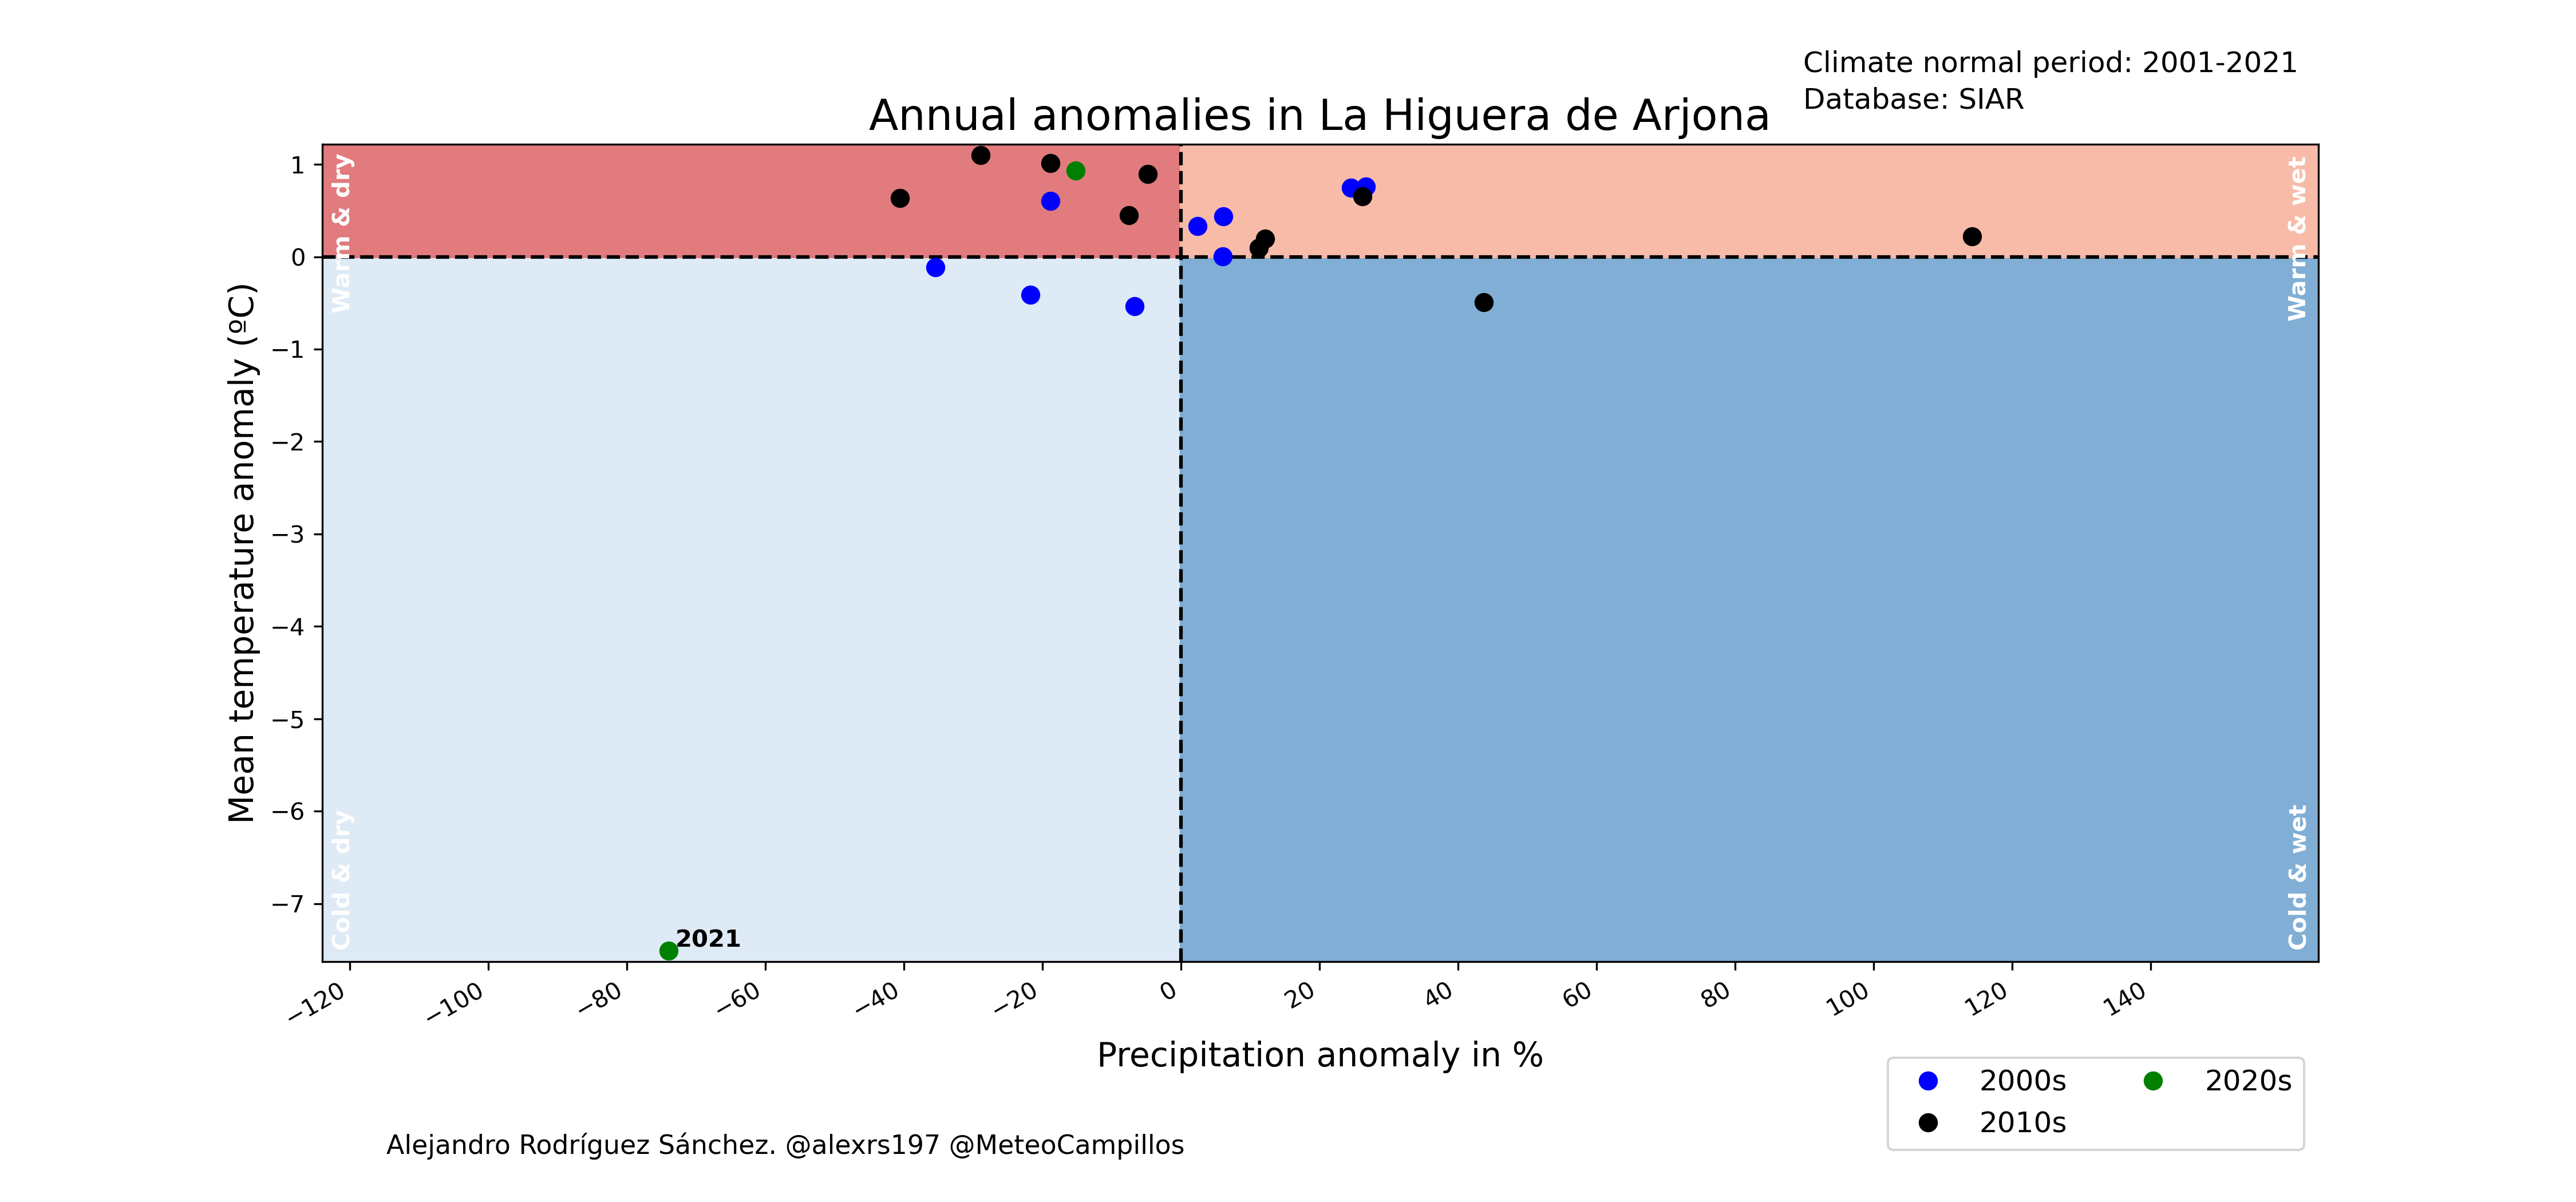 Climate normal period: 2001-2021
Database: SIAR
Annual anomalies in La Higuera de Arjona
Warm & dry
Warm & wet
Cold & dry
Cold & wet
Mean temperature anomaly (ºC)
1
0
−1
−2
−3
−4
−5
−6
−7
2021
−120 −100 −80 −60 −40 −20 0 20 40 60 80 100 120 140
Precipitation anomaly in %
2000s 2020s
2010s
Alejandro Rodríguez Sánchez. @alexrs197 @MeteoCampillos